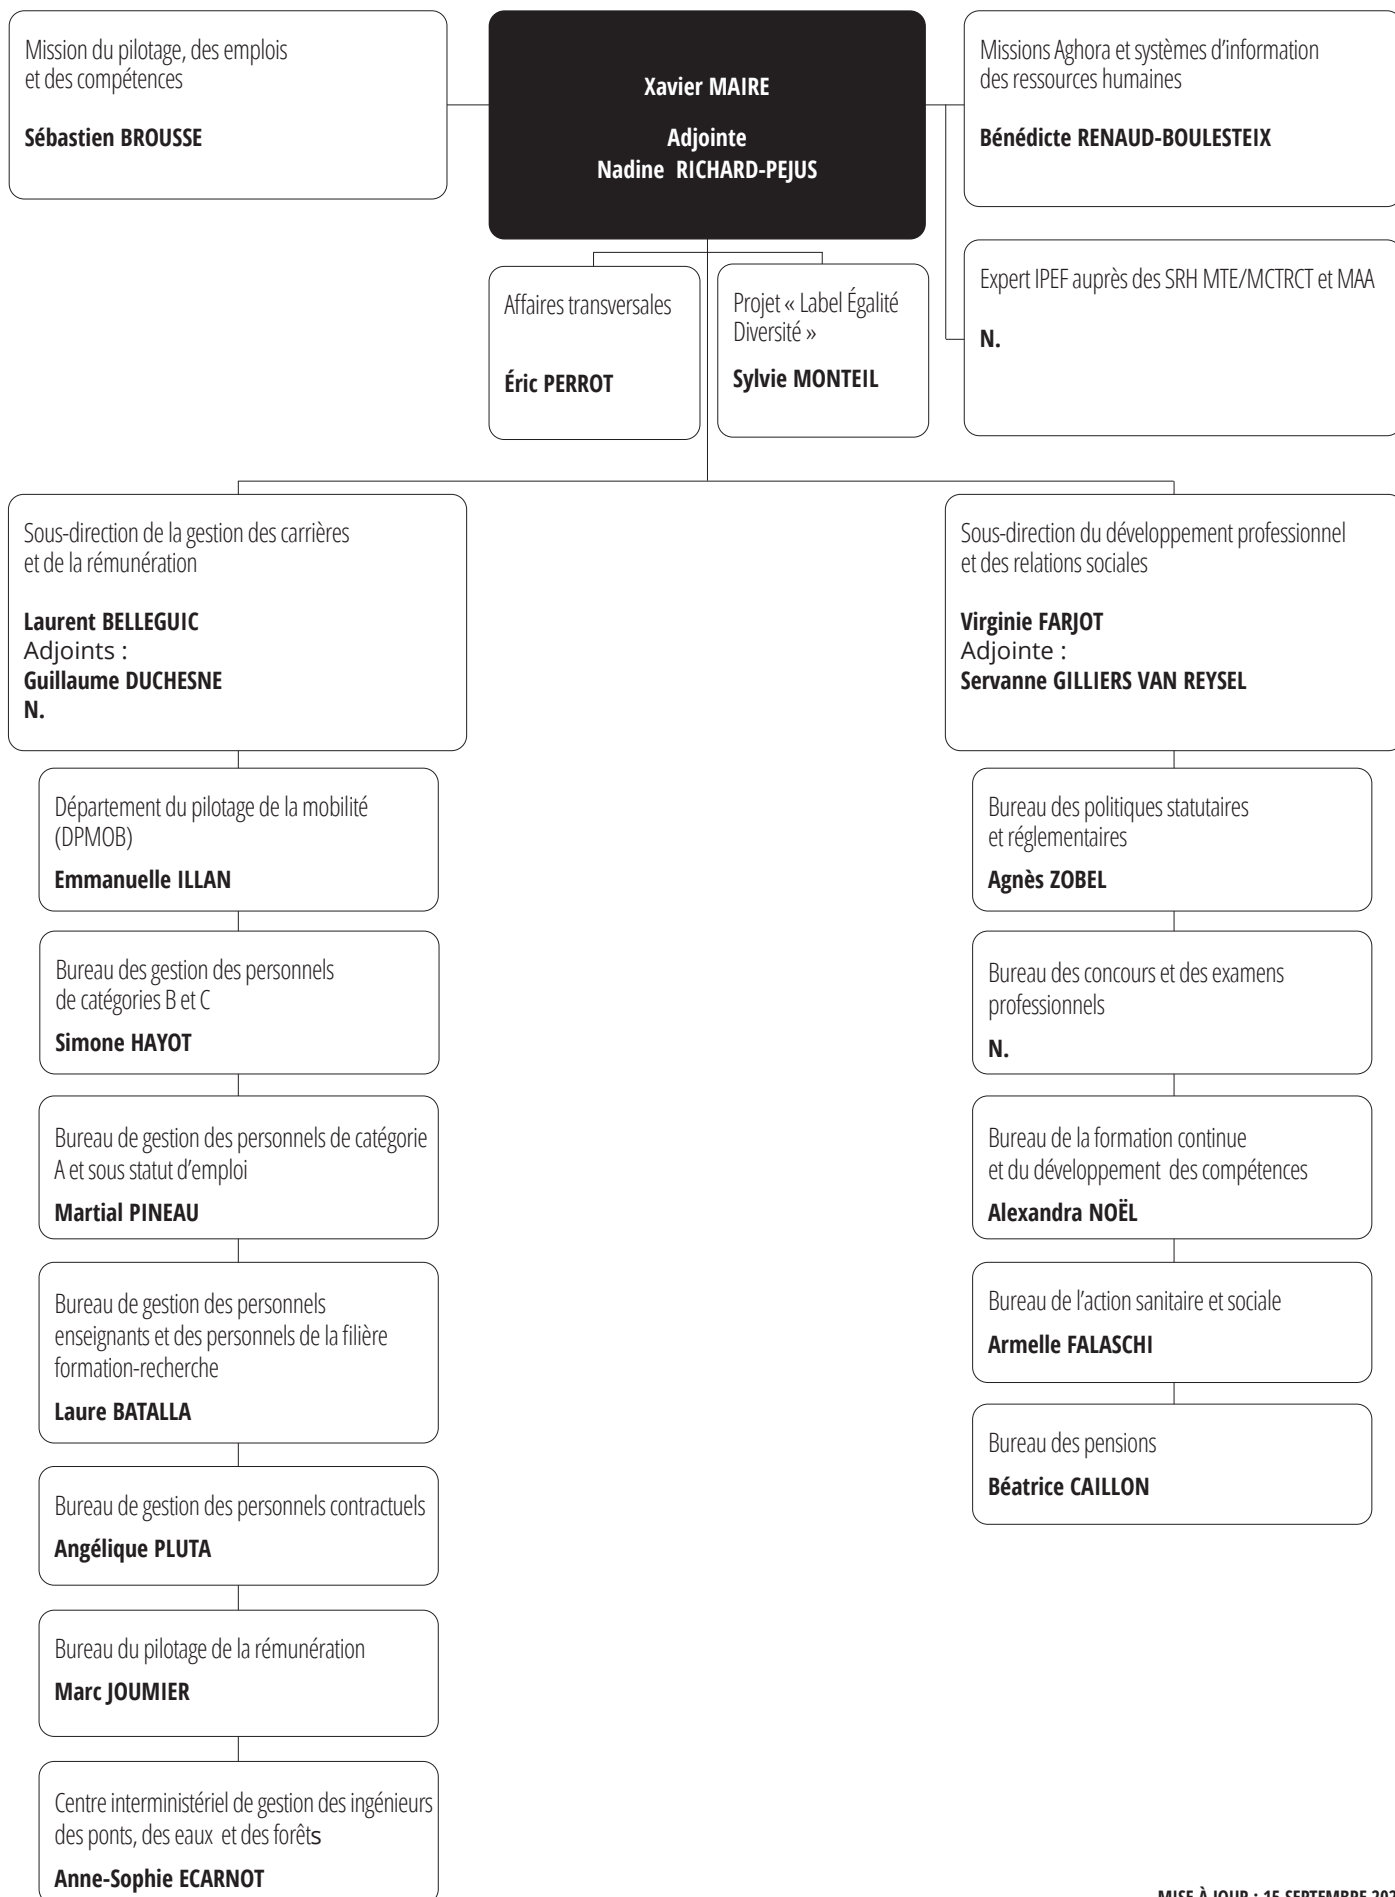 Mission du pilotage, des emplois
et des compétences
Sébastien BROUSSE
Xavier MAIRE
Adjointe
Nadine RICHARD-PEJUS
Missions Aghora et systèmes d’information
des ressources humaines
Bénédicte RENAUD-BOULESTEIX
Expert IPEF auprès des SRH MTE/MCTRCT et MAA
N.
Affaires transversales
Éric PERROT
Projet « Label Égalité
Diversité »
Sylvie MONTEIL
Sous-direction de la gestion des carrières
et de la rémunération
Laurent BELLEGUIC
Adjoints :
Guillaume DUCHESNE
N.
Département du pilotage de la mobilité
(DPMOB)
Emmanuelle ILLAN
Bureau des gestion des personnels
de catégories B et C
Simone HAYOT
Bureau de gestion des personnels de catégorie
A et sous statut d’emploi
Martial PINEAU
Bureau de gestion des personnels
enseignants et des personnels de la filière
formation-recherche
Laure BATALLA
Bureau de gestion des personnels contractuels
Angélique PLUTA
Bureau du pilotage de la rémunération
Marc JOUMIER
Centre interministériel de gestion des ingénieurs
des ponts, des eaux et des forêts
Anne-Sophie ECARNOT
Sous-direction du développement professionnel
et des relations sociales
Virginie FARJOT
Adjointe :
Servanne GILLIERS VAN REYSEL
Bureau des politiques statutaires
et réglementaires
Agnès ZOBEL
Bureau des concours et des examens
professionnels
N.
Bureau de la formation continue
et du développement des compétences
Alexandra NOËL
Bureau de l’action sanitaire et sociale
Armelle FALASCHI
Bureau des pensions
Béatrice CAILLON
MISE À JOUR : 15 SEPTEMBRE 202